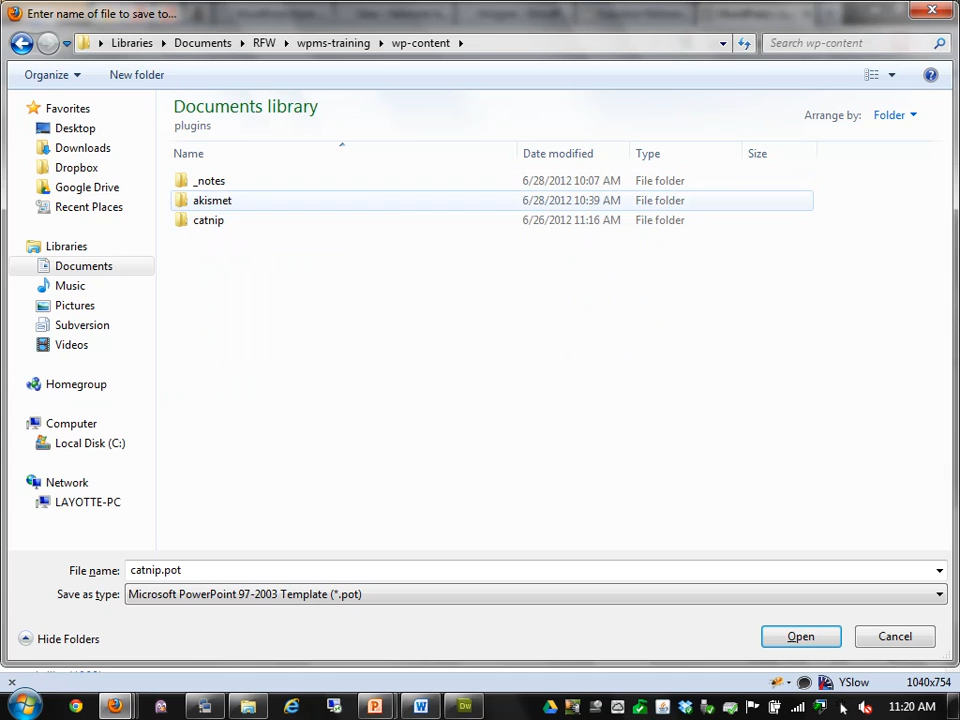 Enter name of file to save to...
Libraries Documents RFW wpms-training wp-content
Search wp-content
Organize New folder
Documents library
plugins
Arrange by: Folder
Name Date modified Type Size
_notes 6/28/2012 10:07 AM File folder
akismet 6/28/2012 10:39 AM File folder
catnip 6/26/2012 11:16 AM File folder
Favorites
Desktop
Downloads
Dropbox
Google Drive
Recent Places
Libraries
Documents
Music
Pictures
Subversion
Videos
Homegroup
Computer
Local Disk (C:)
Network
LAYOTTE-PC
File name: catnip.pot
Save as type: Microsoft PowerPoint 97-2003 Template (*.pot)
Hide Folders
Open Cancel
YSlow 1040x754
P W Dw
11:20 AM